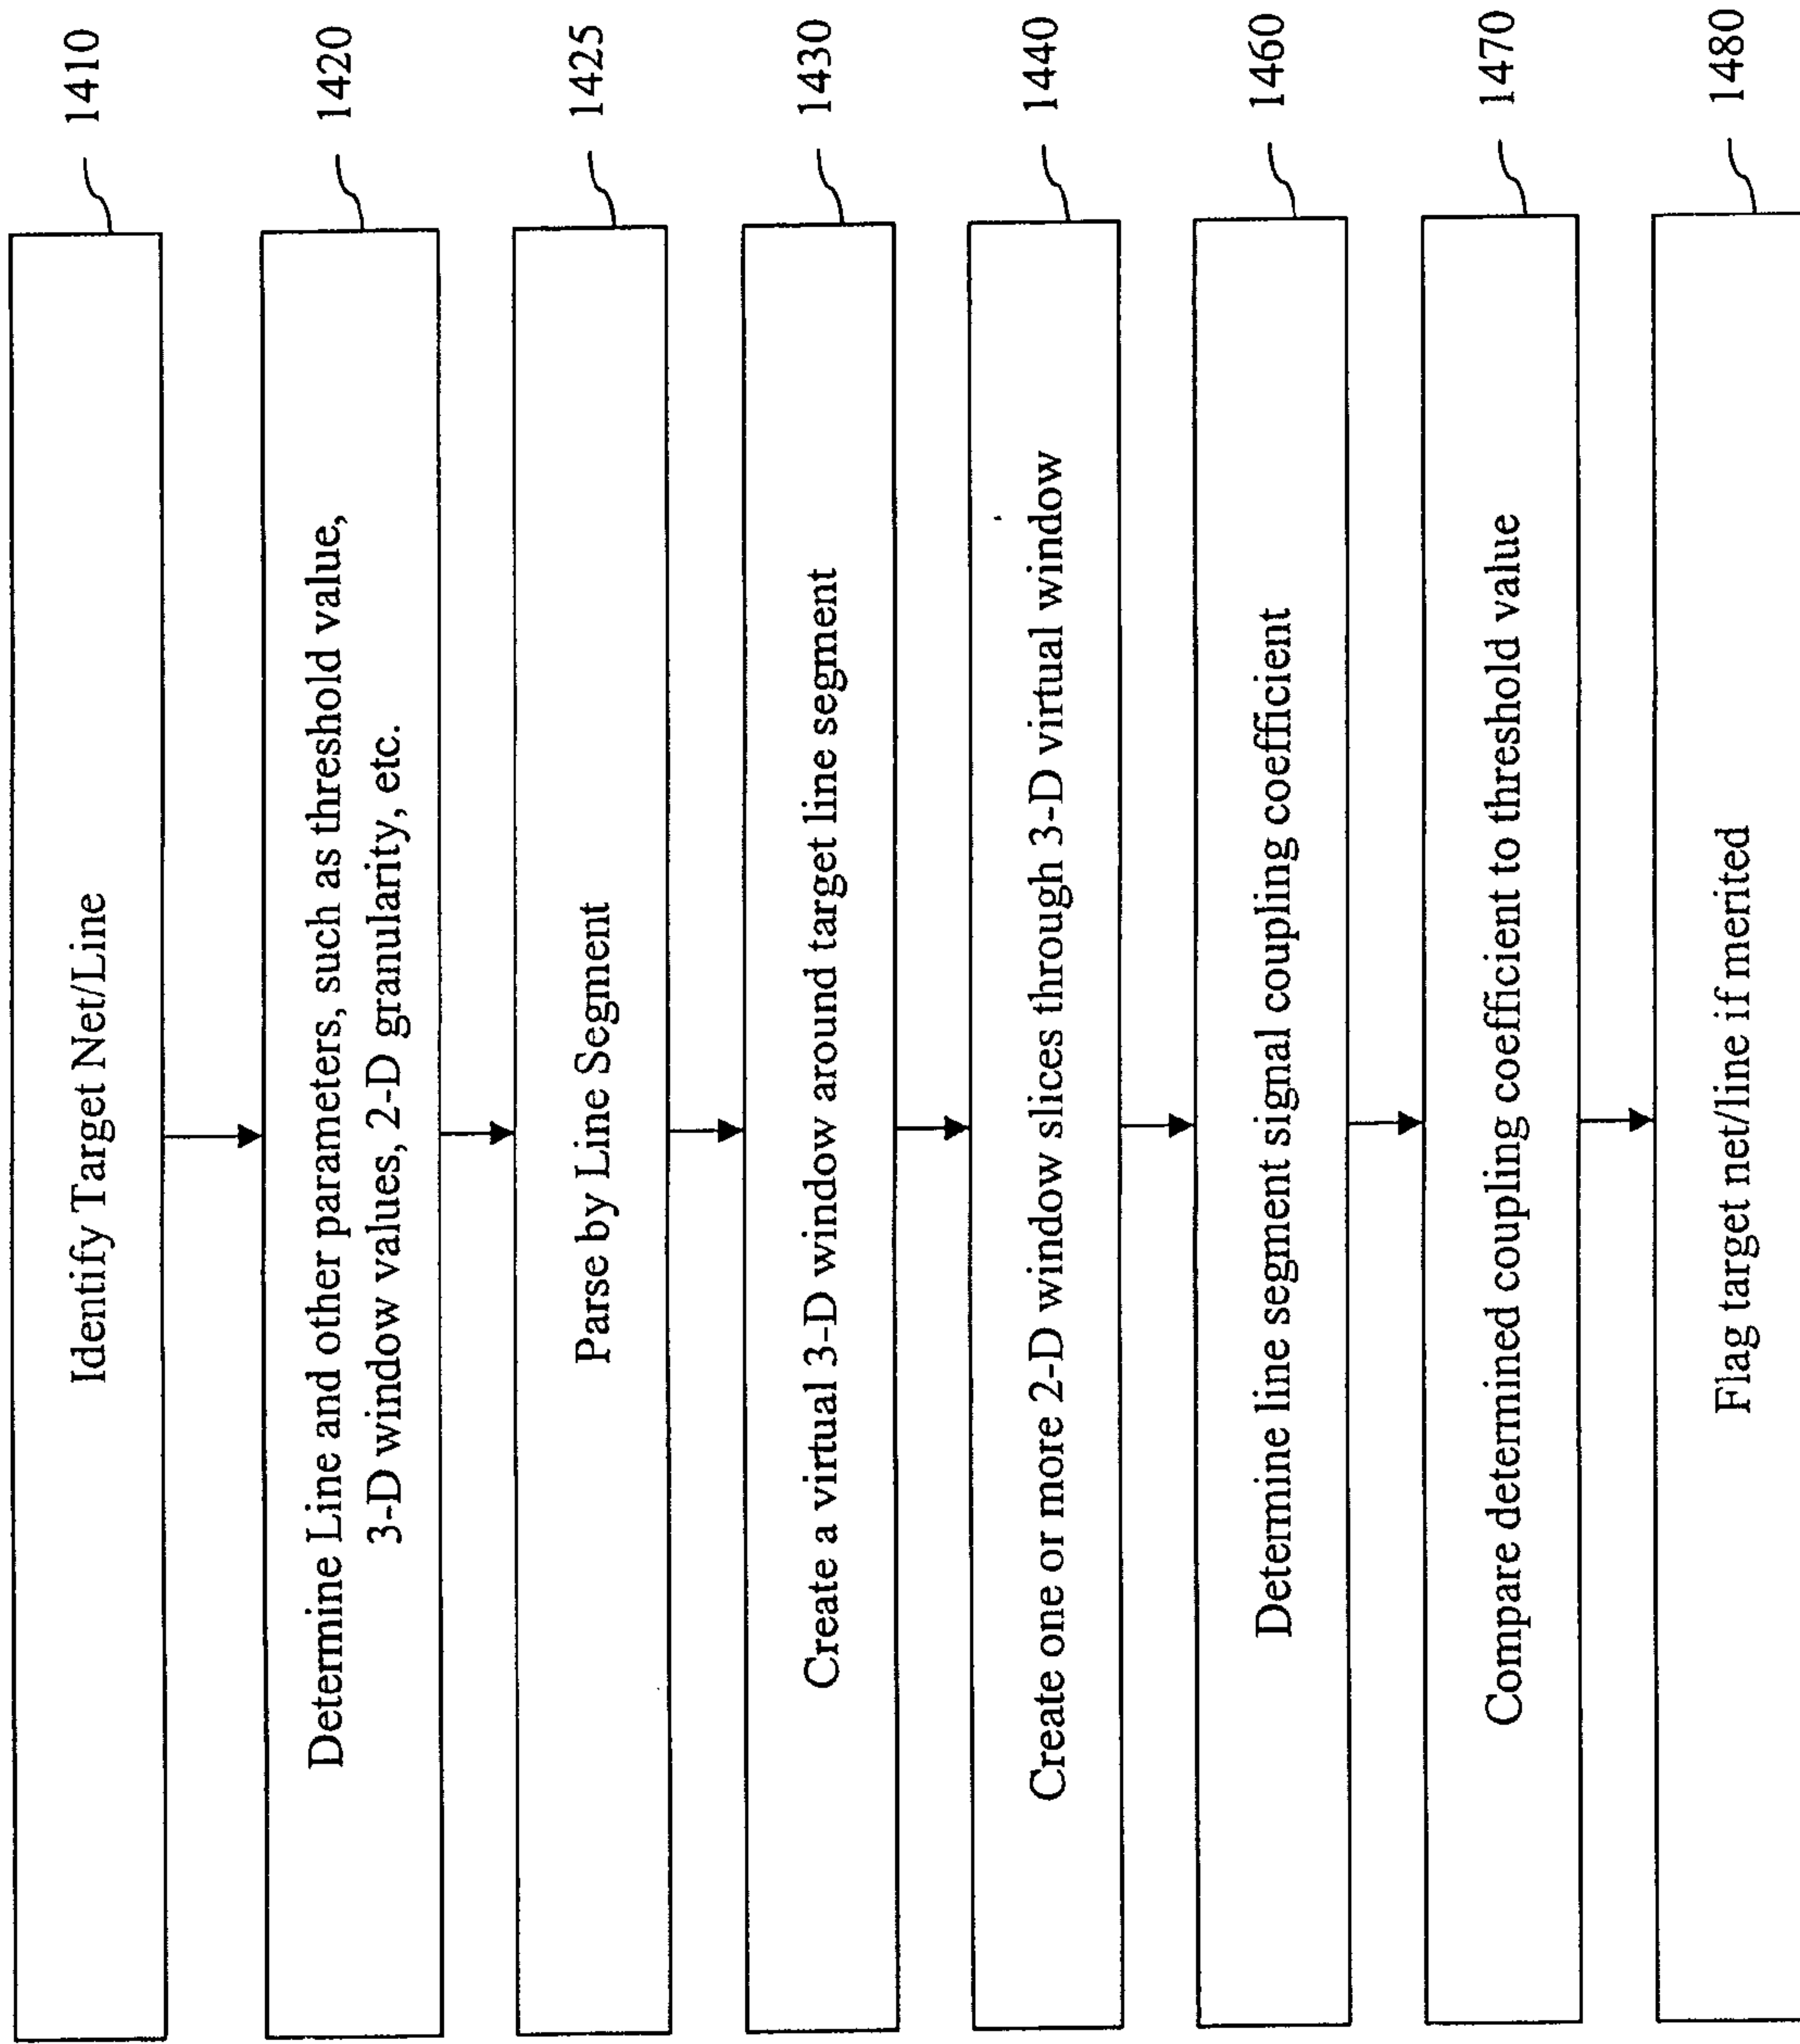 Identify Target Net/Line
1410
Determine Line and other parameters, such as threshold value,
3-D window values, 2-D granularity, etc.
1420
Parse by Line Segment
1425
Create a virtual 3-D window around target line segment
1430
Create one or more 2-D window slices through 3-D virtual window
1440
Determine line segment signal coupling coefficient
1460
Compare determined coupling coefficient to threshold value
1470
Flag target net/line if merited
1480